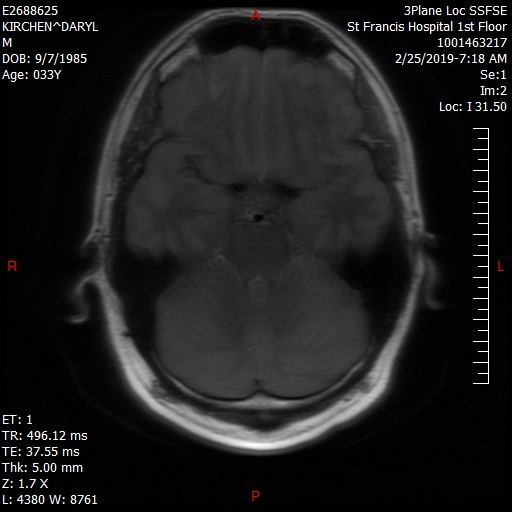 E2688625
KIRCHEN^DARYL
M
DOB: 9/7/1985
Age: 033Y
3Plane Loc SSFSE
St Francis Hospital 1st Floor
1001463217
2/25/2019-7:18 AM
Se:1
Im:2
Loc: I 31.50
A
R
L
ET: 1
TR: 496.12 ms
TE: 37.55 ms
Thk: 5.00 mm
Z: 1.7 X
L: 4380 W: 8761
P